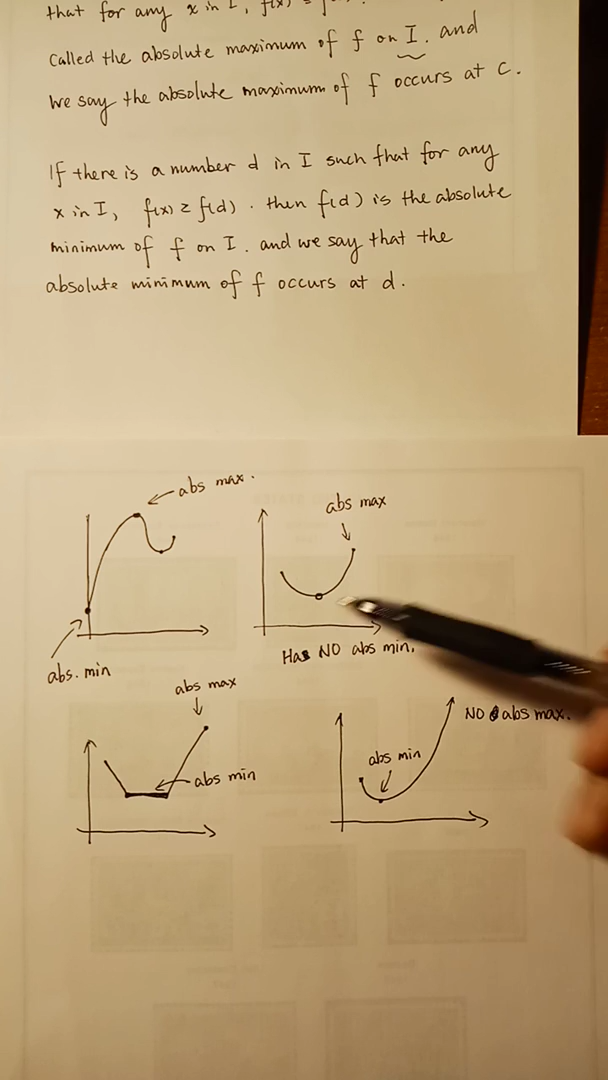 that for any x in I, f(x)
called the absolute maximum of f on I. and
we say the absolute maximum of f occurs at c.
If there is a number d in I such that for any
x in I, f(x) ≥ f(d). then f(d) is the absolute
minimum of f on I. and we say that the
absolute minimum of f occurs at d.
abs max.
abs max
abs. min
Has NO abs min.
abs max
abs min
NO abs max.
abs min